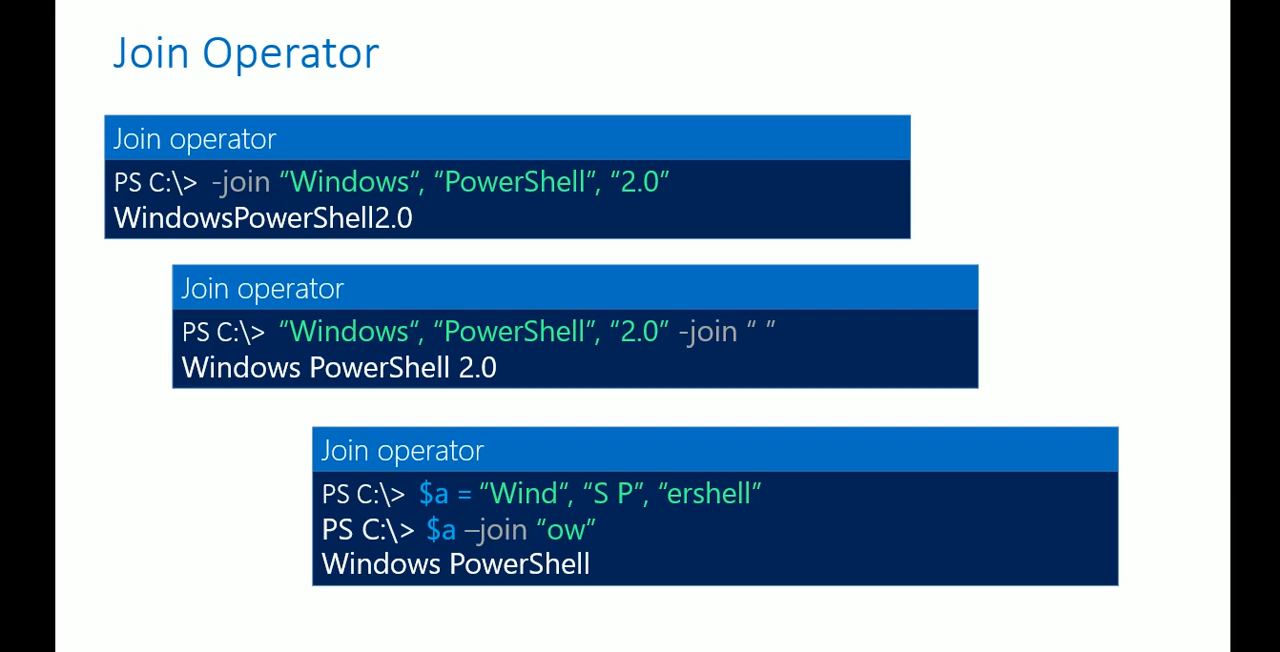 Join Operator
Join operator
PS C:\> -join “Windows“, “PowerShell”, “2.0”
WindowsPowerShell2.0
Join operator
PS C:\> “Windows“, “PowerShell”, “2.0” -join “ ”
Windows PowerShell 2.0
Join operator
PS C:\> $a = “Wind“, “S P”, “ershell”
PS C:\> $a –join “ow”
Windows PowerShell